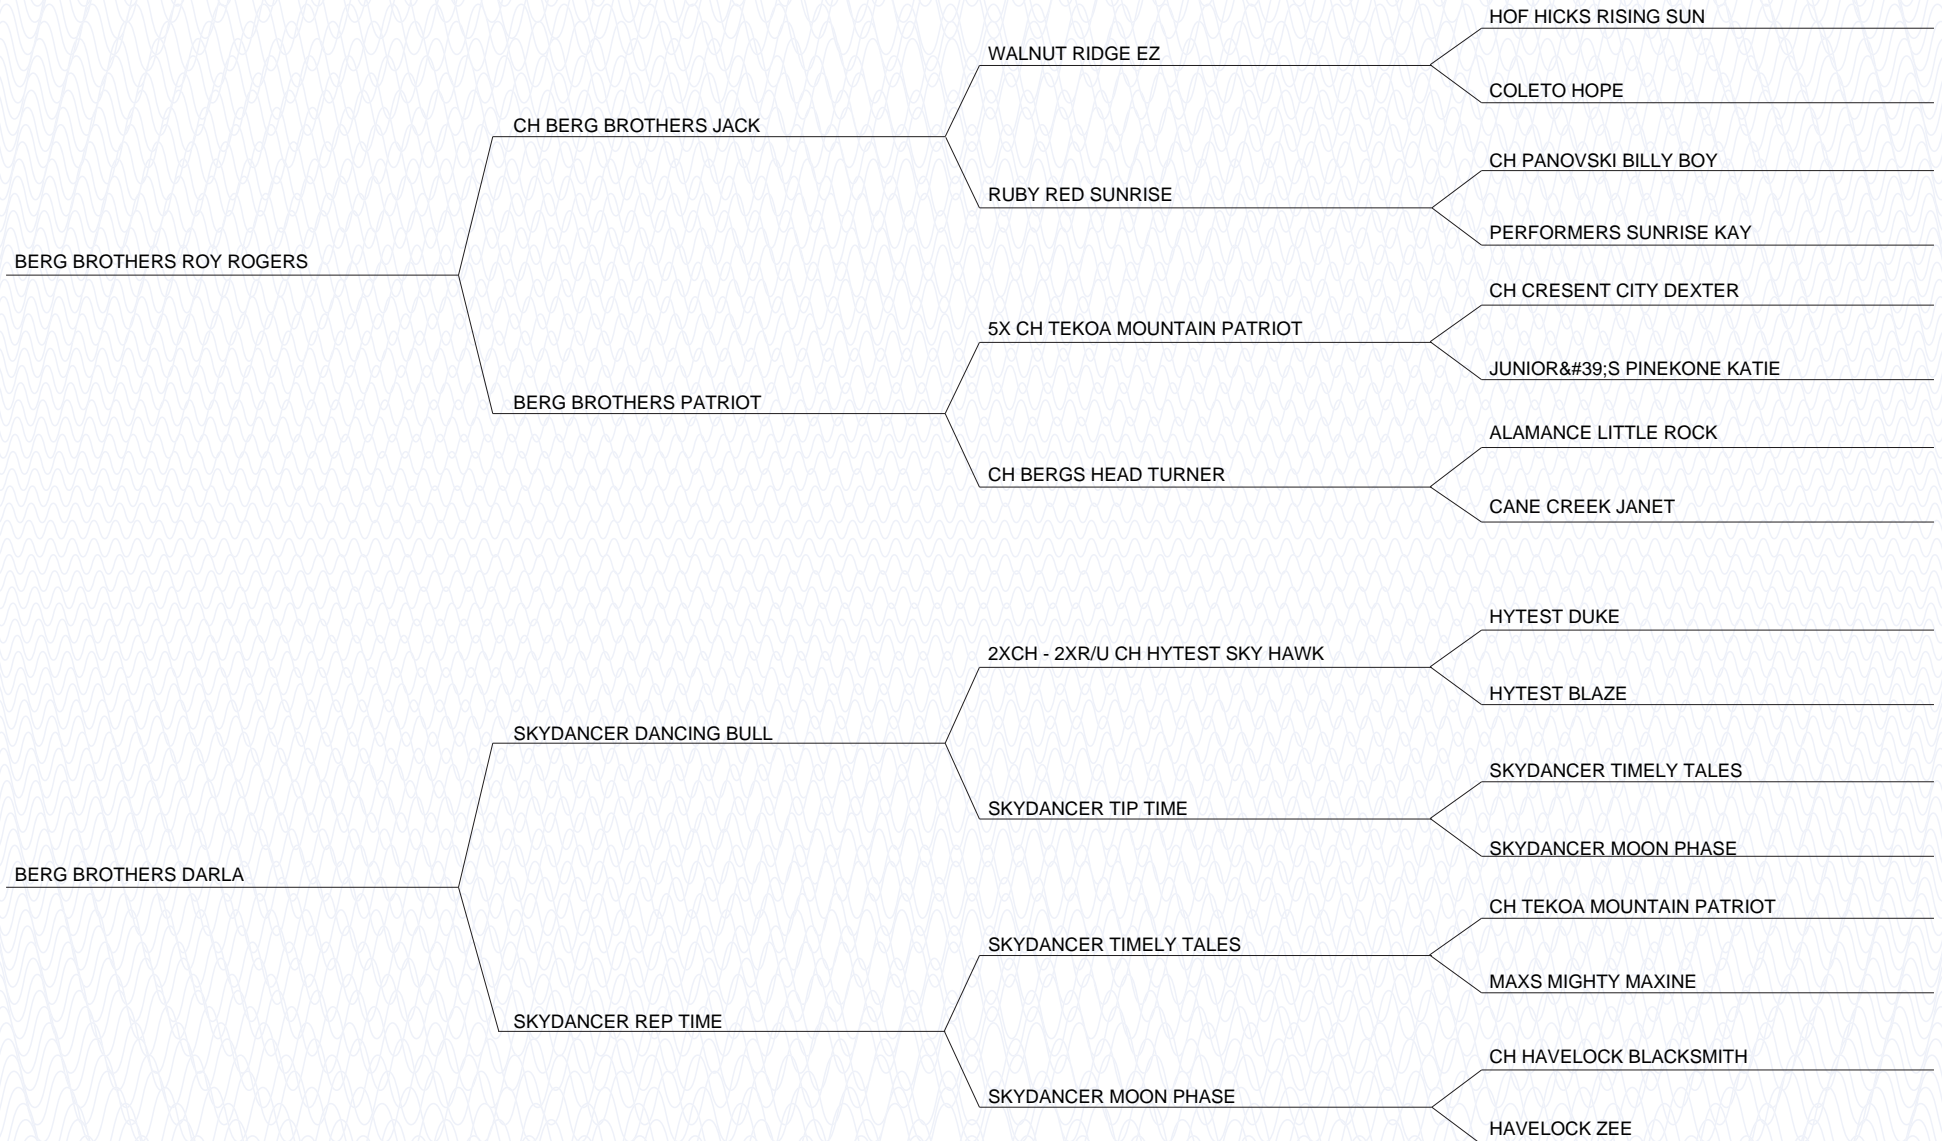 HOF HICKS RISING SUN
WALNUT RIDGE EZ
COLETO HOPE
CH BERG BROTHERS JACK
CH PANOVSKI BILLY BOY
RUBY RED SUNRISE
PERFORMERS SUNRISE KAY
BERG BROTHERS ROY ROGERS
CH CRESENT CITY DEXTER
5X CH TEKOA MOUNTAIN PATRIOT
JUNIOR&#39;S PINEKONE KATIE
BERG BROTHERS PATRIOT
ALAMANCE LITTLE ROCK
CH BERGS HEAD TURNER
CANE CREEK JANET
HYTEST DUKE
2XCH - 2XR/U CH HYTEST SKY HAWK
HYTEST BLAZE
SKYDANCER DANCING BULL
SKYDANCER TIMELY TALES
SKYDANCER TIP TIME
SKYDANCER MOON PHASE
BERG BROTHERS DARLA
CH TEKOA MOUNTAIN PATRIOT
SKYDANCER TIMELY TALES
MAXS MIGHTY MAXINE
SKYDANCER REP TIME
CH HAVELOCK BLACKSMITH
SKYDANCER MOON PHASE
HAVELOCK ZEE